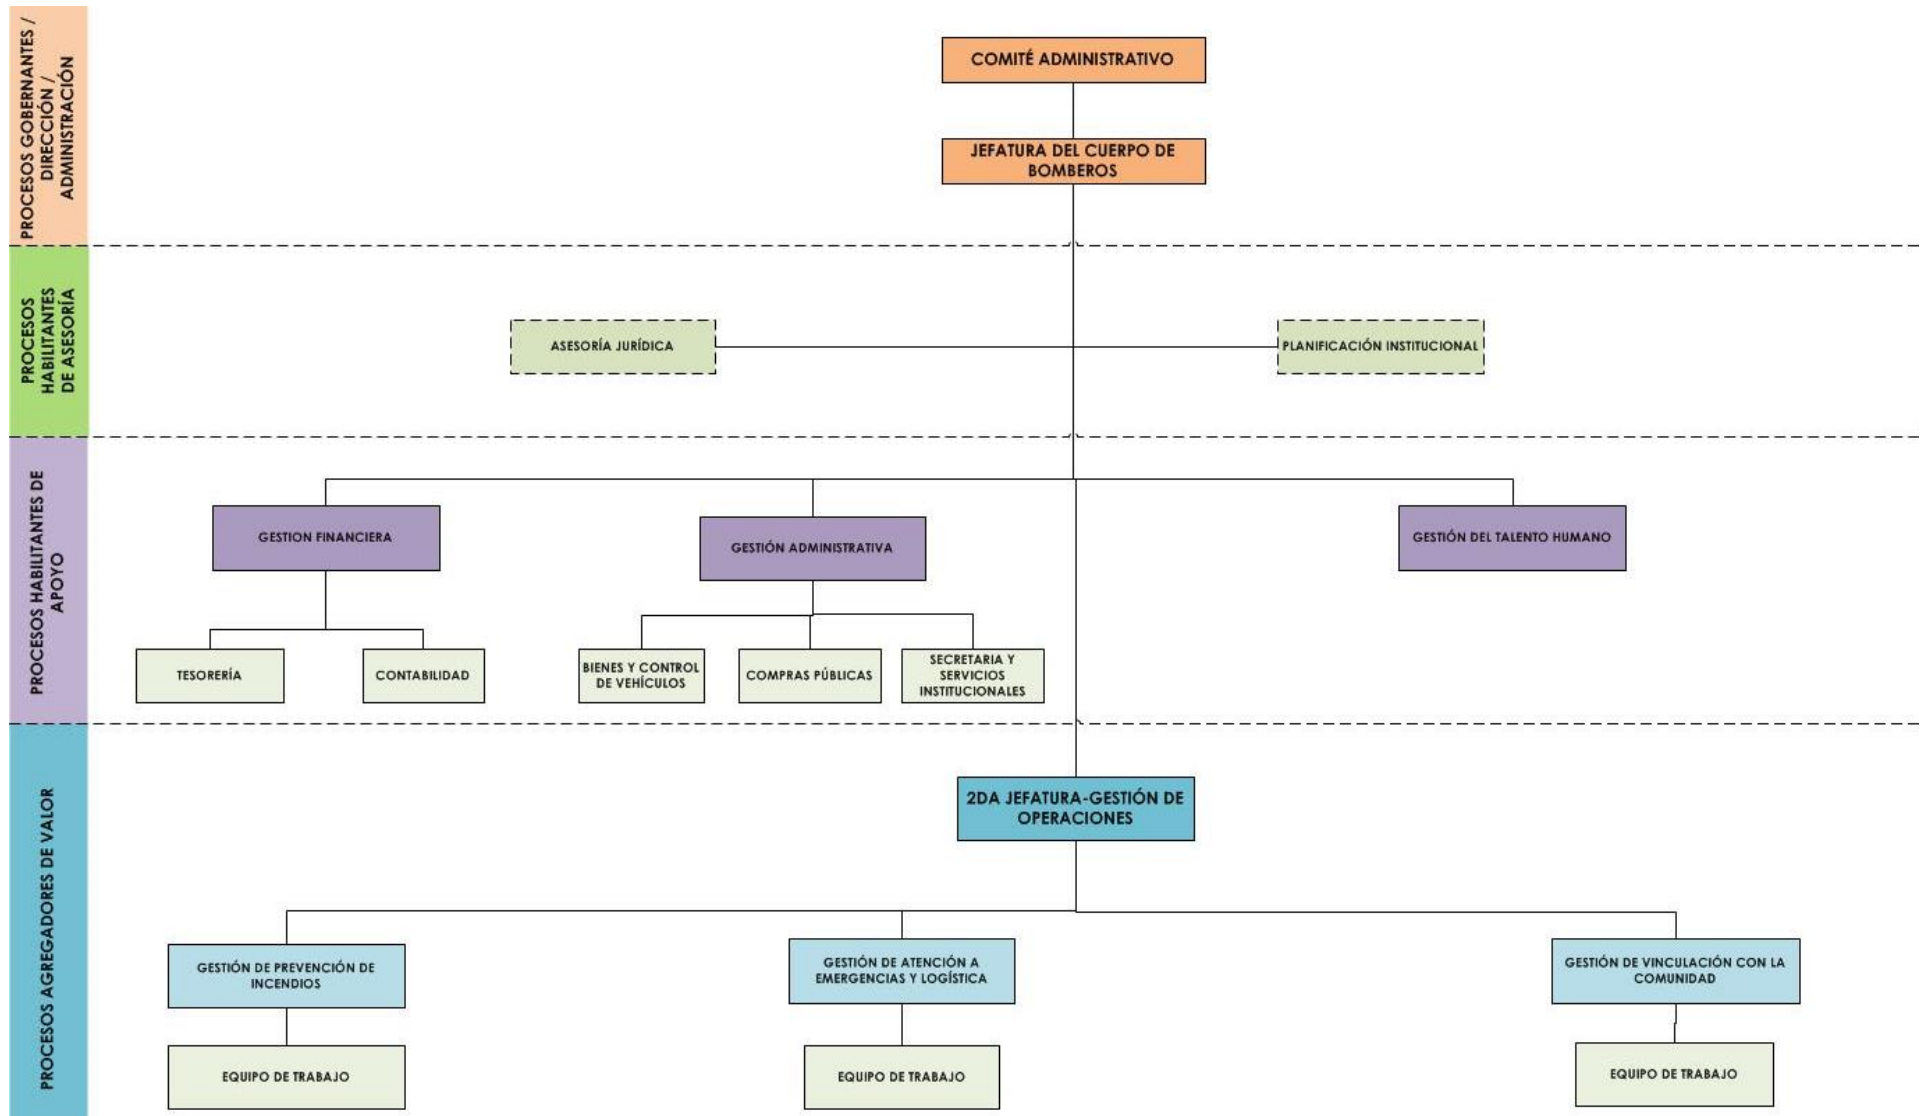 PROCESOS GOBERNANTES /
DIRECCIÓN /
ADMINISTRACIÓN
COMITÉ ADMINISTRATIVO
JEFATURA DEL CUERPO DE
BOMBEROS
PROCESOS
HABILITANTES
DE ASESORÍA
ASESORÍA JURÍDICA
PLANIFICACIÓN INSTITUCIONAL
PROCESOS HABILITANTES DE
APOYO
GESTION FINANCIERA
GESTIÓN ADMINISTRATIVA
GESTIÓN DEL TALENTO HUMANO
TESORERÍA
CONTABILIDAD
BIENES Y CONTROL
DE VEHÍCULOS
COMPRAS PÚBLICAS
SECRETARIA Y
SERVICIOS
INSTITUCIONALES
PROCESOS AGREGADORES DE VALOR
2DA JEFATURA-GESTIÓN DE
OPERACIONES
GESTIÓN DE PREVENCIÓN DE
INCENDIOS
GESTIÓN DE ATENCIÓN A
EMERGENCIAS Y LOGÍSTICA
GESTIÓN DE VINCULACIÓN CON LA
COMUNIDAD
EQUIPO DE TRABAJO
EQUIPO DE TRABAJO
EQUIPO DE TRABAJO